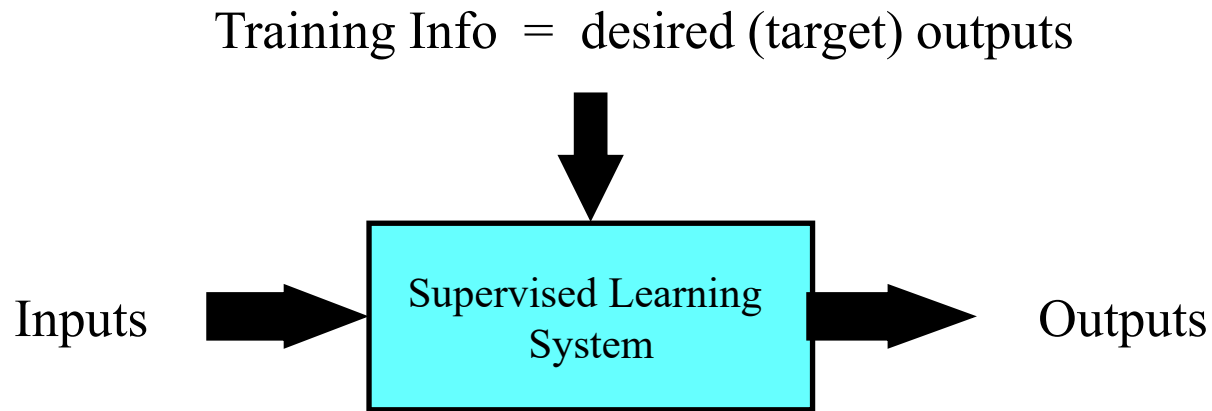 Training Info = desired (target) outputs
Supervised Learning
System
Inputs
Outputs